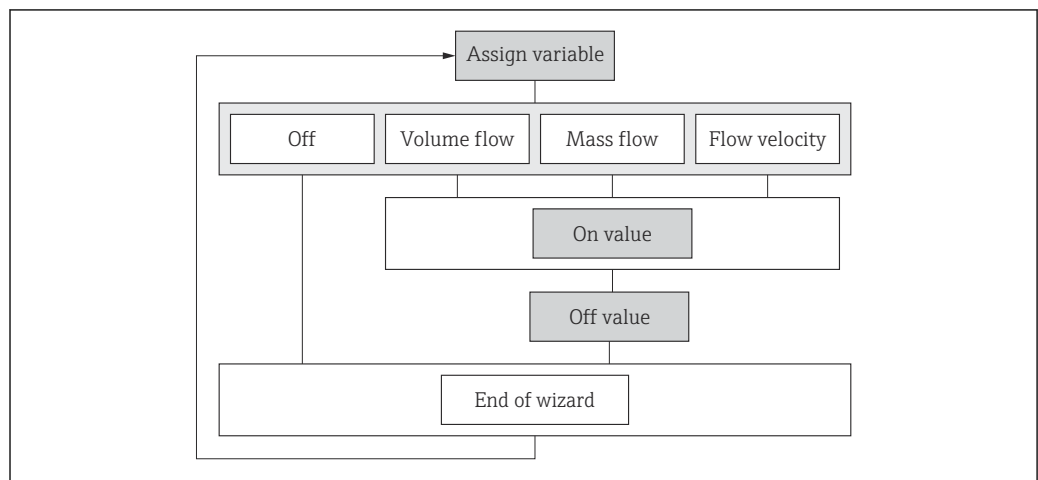 Assign variable
Off
Volume flow
Mass flow
Flow velocity
On value
Off value
End of wizard